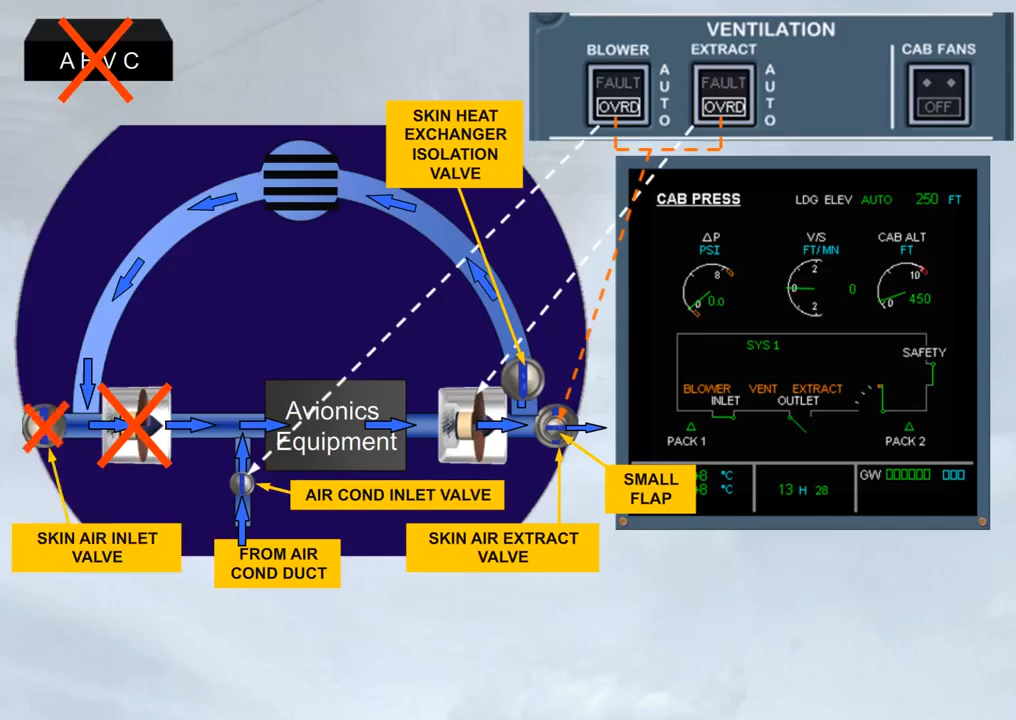 A E V C
VENTILATION
BLOWER
EXTRACT
CAB FANS
FAULT
OVRD
A
U
T
O
FAULT
OVRD
A
U
T
O
OFF
SKIN HEAT
EXCHANGER
ISOLATION
VALVE
CAB PRESS
LDG ELEV AUTO 250 FT
ΔP
PSI
8
0
0.0
V/S
FT/MN
2
0
2
0
CAB ALT
FT
10
0
450
SYS 1
SAFETY
BLOWER VENT EXTRACT
INLET OUTLET
PACK 1
PACK 2
°C
°C
13 H 28
GW
Avionics
Equipment
SMALL
FLAP
AIR COND INLET VALVE
SKIN AIR INLET
VALVE
FROM AIR
COND DUCT
SKIN AIR EXTRACT
VALVE